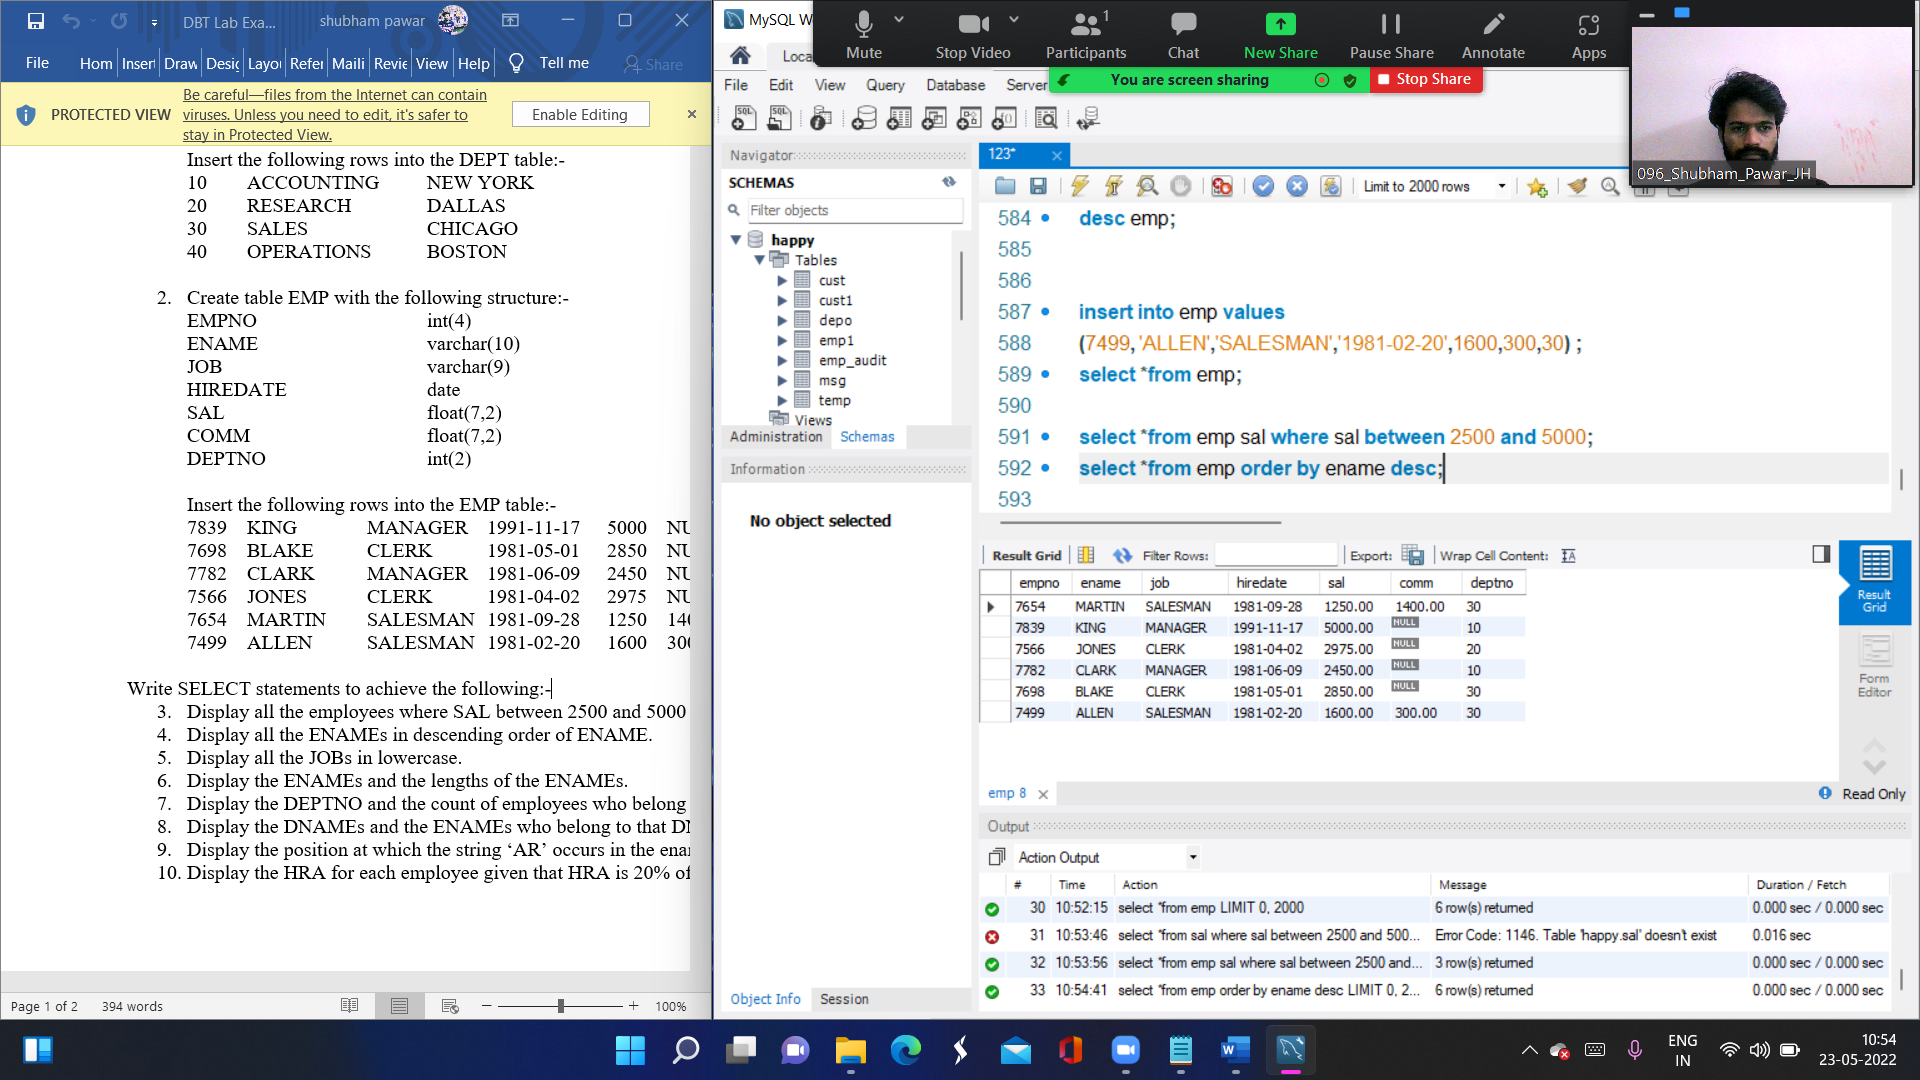 DBT Lab Exa...
shubham pawar
File
Hom
Insert
Draw
Desig
Layo
Refer
Maili
Revie
View
Help
Tell me
Share
PROTECTED VIEW
Be careful—files from the Internet can contain
viruses. Unless you need to edit, it's safer to
stay in Protected View.
Enable Editing
Insert the following rows into the DEPT table:-
10 ACCOUNTING NEW YORK
20 RESEARCH DALLAS
30 SALES CHICAGO
40 OPERATIONS BOSTON
2. Create table EMP with the following structure:-
EMPNO int(4)
ENAME varchar(10)
JOB varchar(9)
HIREDATE date
SAL float(7,2)
COMM float(7,2)
DEPTNO int(2)
Insert the following rows into the EMP table:-
7839 KING MANAGER 1991-11-17 5000 NU
7698 BLAKE CLERK 1981-05-01 2850 NU
7782 CLARK MANAGER 1981-06-09 2450 NU
7566 JONES CLERK 1981-04-02 2975 NU
7654 MARTIN SALESMAN 1981-09-28 1250 140
7499 ALLEN SALESMAN 1981-02-20 1600 300
Write SELECT statements to achieve the following:-
3. Display all the employees where SAL between 2500 and 5000
4. Display all the ENAMEs in descending order of ENAME.
5. Display all the JOBs in lowercase.
6. Display the ENAMEs and the lengths of the ENAMEs.
7. Display the DEPTNO and the count of employees who belong
8. Display the DNAMEs and the ENAMEs who belong to that DN
9. Display the position at which the string ‘AR’ occurs in the enam
10. Display the HRA for each employee given that HRA is 20% of
Page 1 of 2 394 words
100%
MySQL W
Loca
Mute
Stop Video
Participants 1
Chat
New Share
Pause Share
Annotate
Apps
You are screen sharing
Stop Share
096_Shubham_Pawar_JH
File Edit View Query Database Server
Navigator
SCHEMAS
Filter objects
happy
Tables
cust
cust1
depo
emp1
emp_audit
msg
temp
Views
Administration Schemas
Information
No object selected
Object Info Session
123*
Limit to 2000 rows
584 desc emp;
585
586
587 insert into emp values
588 (7499, 'ALLEN','SALESMAN','1981-02-20',1600,300,30) ;
589 select *from emp;
590
591 select *from emp sal where sal between 2500 and 5000;
592 select *from emp order by ename desc;
593
Result Grid Filter Rows: Export: Wrap Cell Content:
empno ename job hiredate sal comm deptno
7654 MARTIN SALESMAN 1981-09-28 1250.00 1400.00 30
7839 KING MANAGER 1991-11-17 5000.00 NULL 10
7566 JONES CLERK 1981-04-02 2975.00 NULL 20
7782 CLARK MANAGER 1981-06-09 2450.00 NULL 10
7698 BLAKE CLERK 1981-05-01 2850.00 NULL 30
7499 ALLEN SALESMAN 1981-02-20 1600.00 300.00 30
Result
Grid
Form
Editor
emp 8
Read Only
Output
Action Output
# Time Action Message Duration / Fetch
30 10:52:15 select *from emp LIMIT 0, 2000 6 row(s) returned 0.000 sec / 0.000 sec
31 10:53:46 select *from sal where sal between 2500 and 500... Error Code: 1146. Table 'happy.sal' doesn't exist 0.016 sec
32 10:53:56 select *from emp sal where sal between 2500 and... 3 row(s) returned 0.000 sec / 0.000 sec
33 10:54:41 select *from emp order by ename desc LIMIT 0, 2... 6 row(s) returned 0.000 sec / 0.000 sec
ENG
IN
10:54
23-05-2022